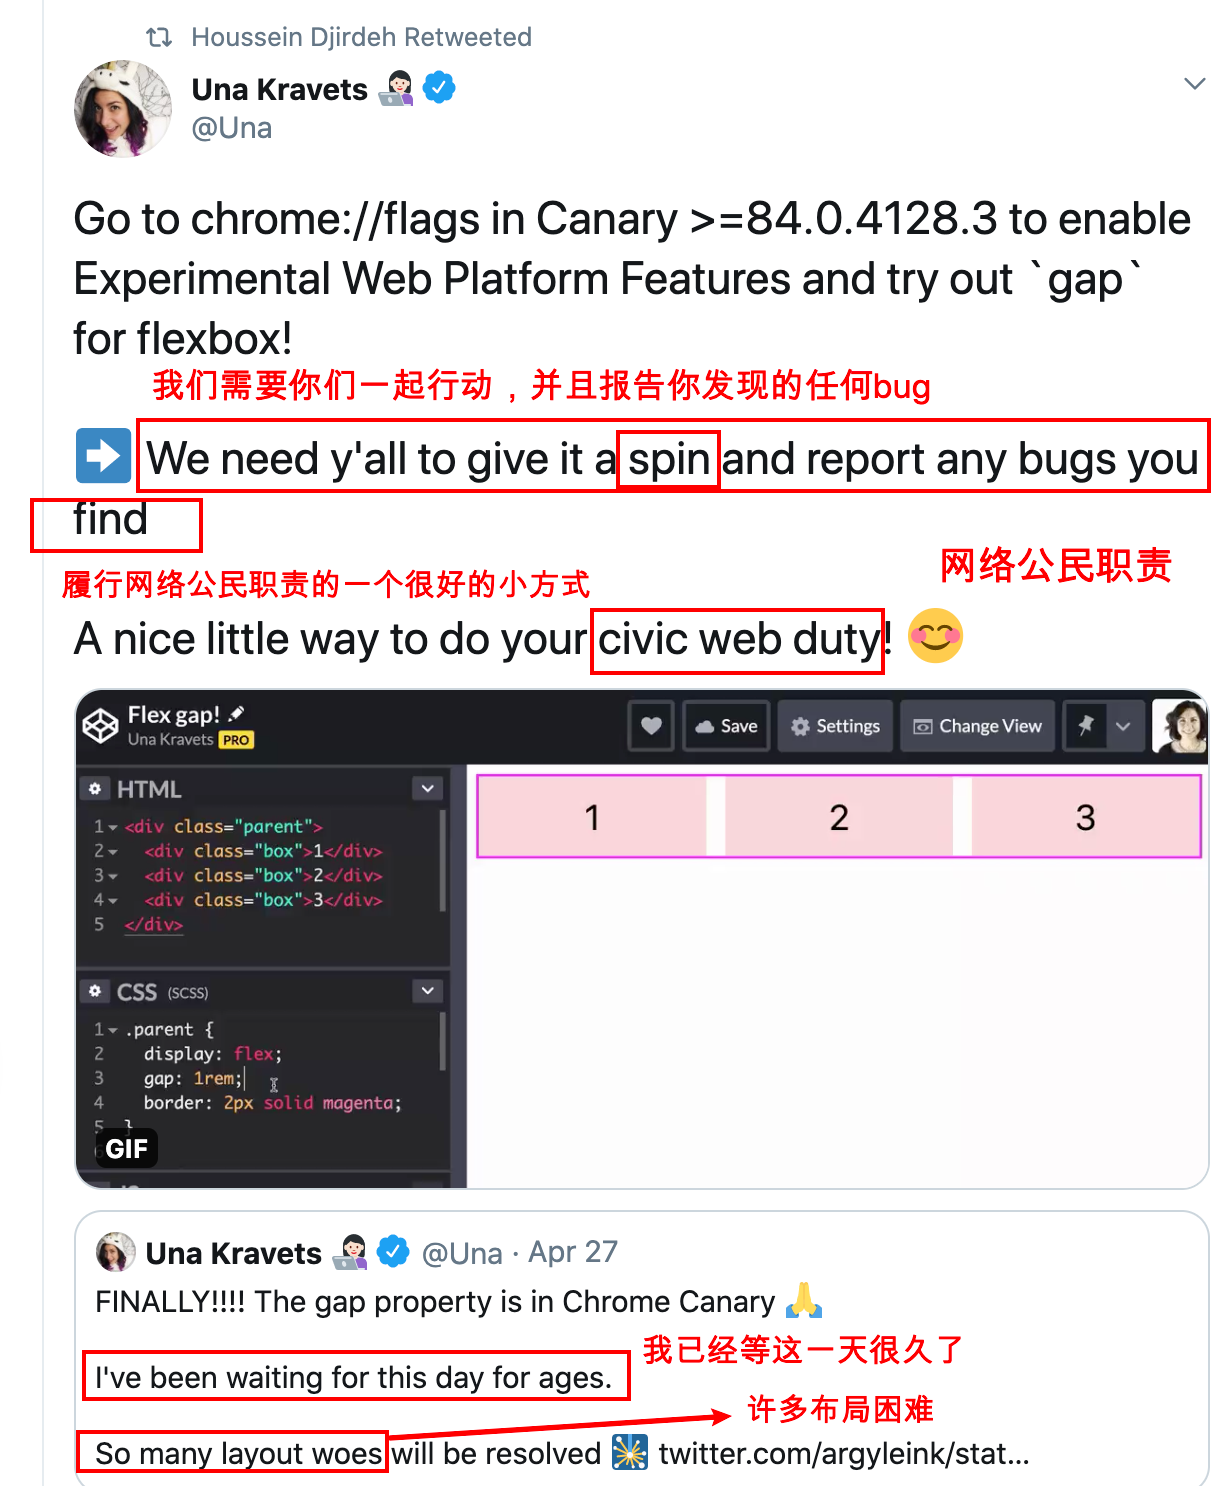 Houssein Djirdeh Retweeted
Una Kravets
@Una
Go to chrome://flags in Canary >=84.0.4128.3 to enable
Experimental Web Platform Features and try out `gap`
for flexbox!
我们需要你们一起行动，并且报告你发现的任何bug
We need y'all to give it a spin and report any bugs you
find
网络公民职责
履行网络公民职责的一个很好的小方式
A nice little way to do your civic web duty!
Flex gap!
Una Kravets PRO
Save
Settings
Change View
HTML
1 <div class="parent">
2 <div class="box">1</div>
3 <div class="box">2</div>
4 <div class="box">3</div>
5 </div>
1 2 3
CSS (SCSS)
1 .parent {
2 display: flex;
3 gap: 1rem;
4 border: 2px solid magenta;
5 }
GIF
Una Kravets @Una · Apr 27
FINALLY!!!! The gap property is in Chrome Canary
我已经等这一天很久了
I've been waiting for this day for ages.
许多布局困难
So many layout woes will be resolved twitter.com/argyleink/stat...